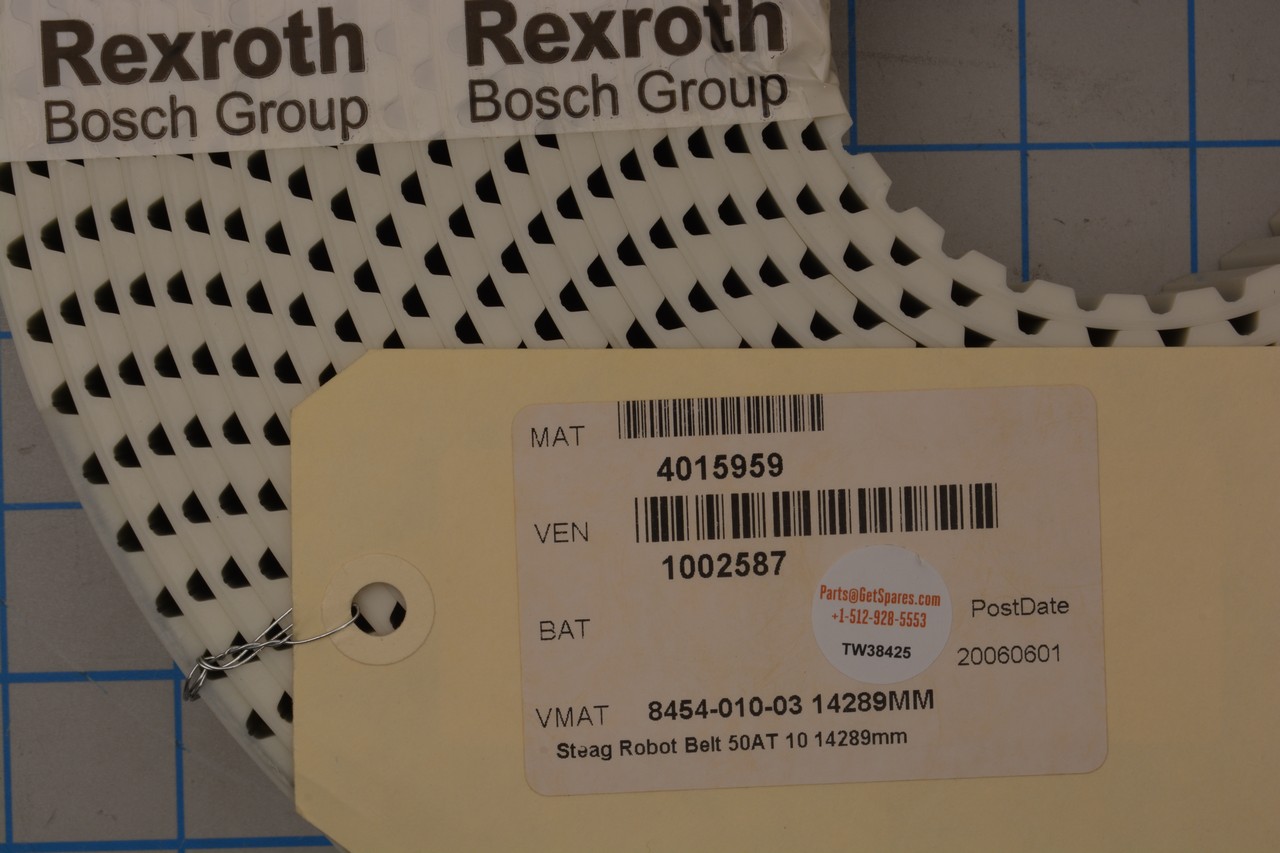 Rexroth Rexroth
Bosch Group Bosch Group
MAT
4015959
VEN
1002587
BAT
Parts@GetSpares.com
+1-512-928-5553
TW38425
PostDate
20060601
VMAT 8454-010-03 14289MM
Steag Robot Belt 50AT 10 14289mm